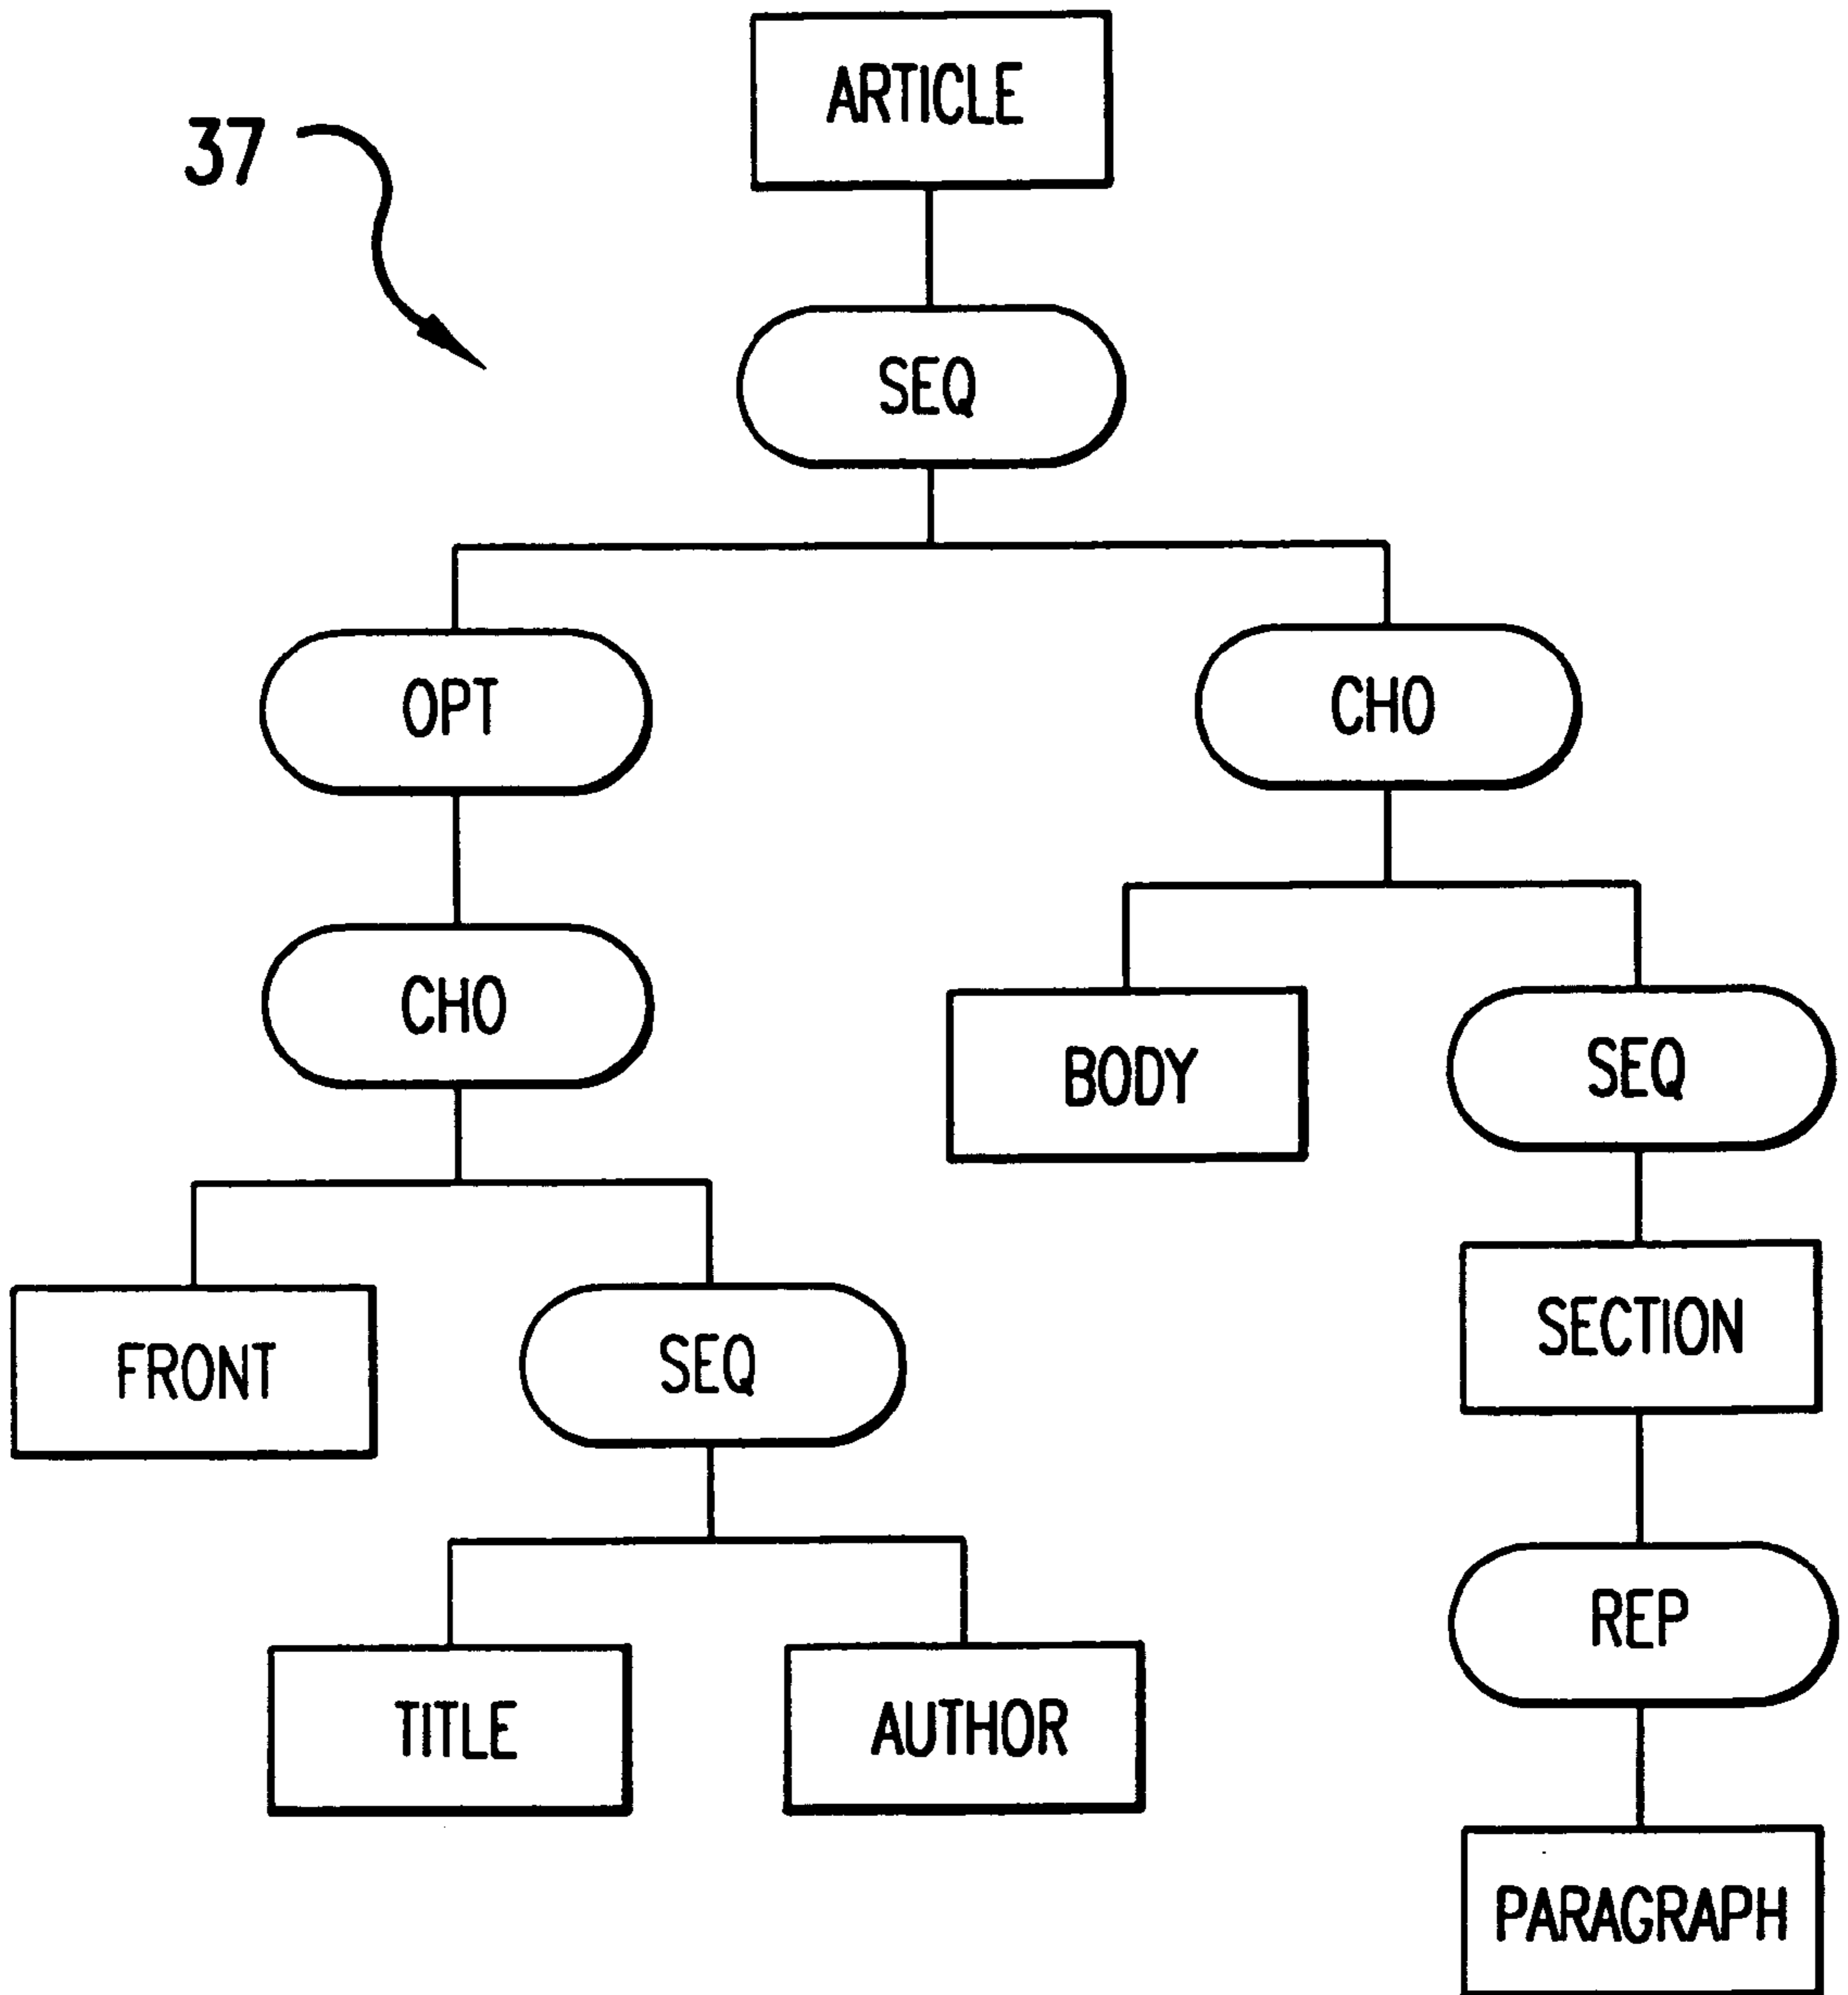 ARTICLE
37
SEQ
OPT
CHO
CHO
BODY
SEQ
FRONT
SEQ
SECTION
REP
TITLE
AUTHOR
PARAGRAPH